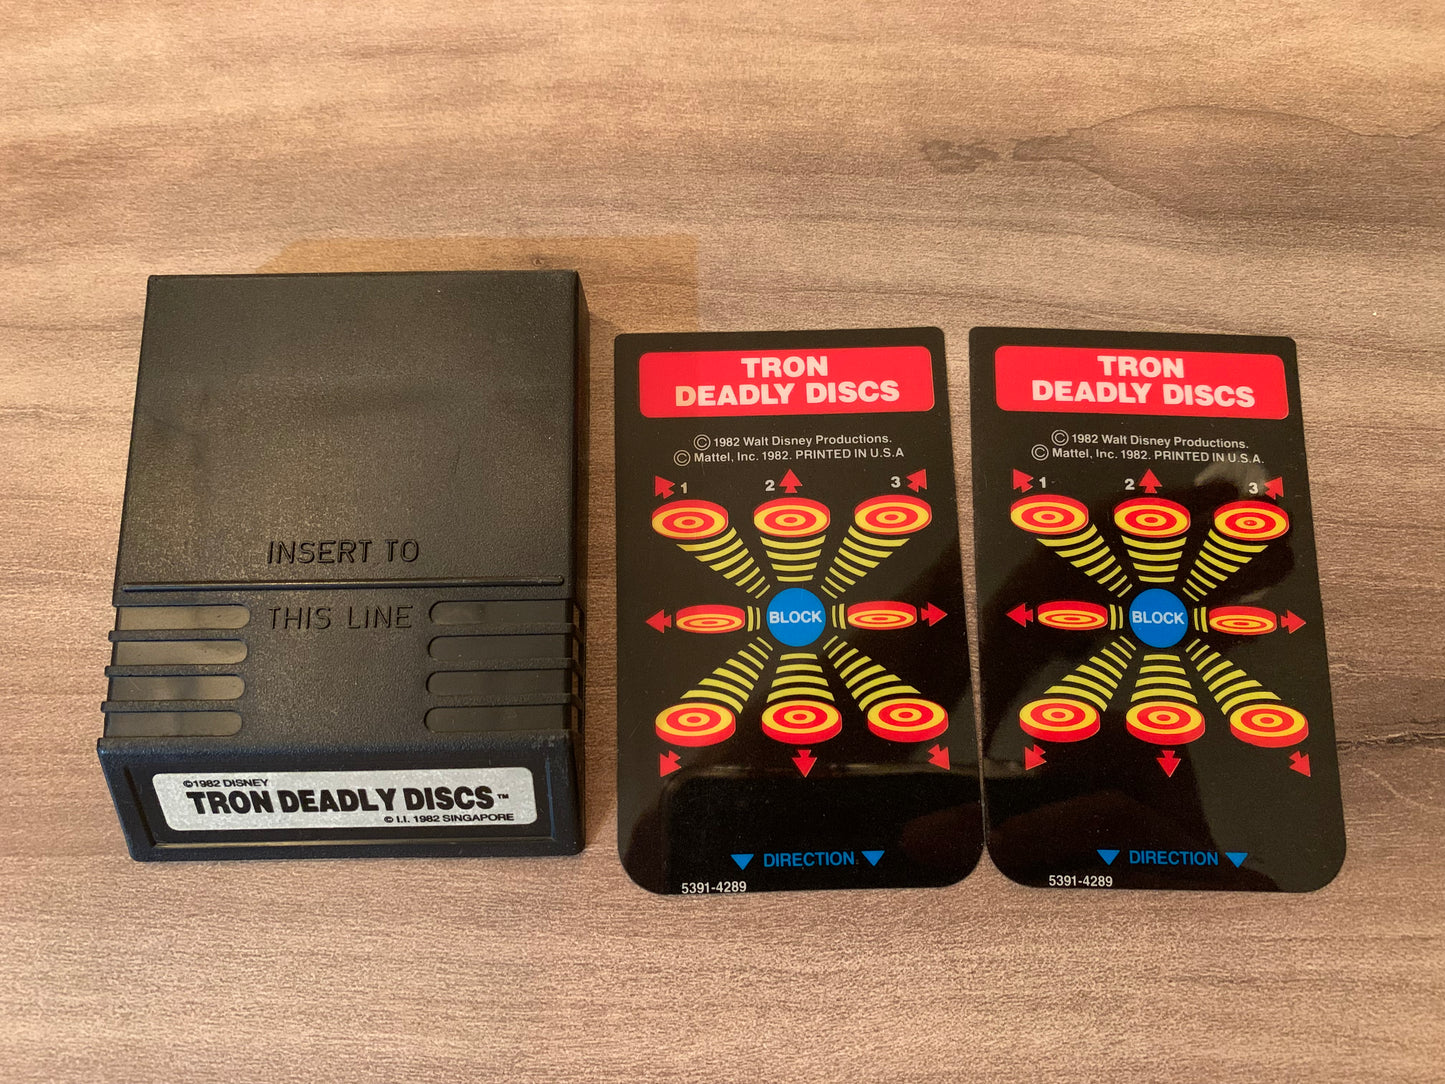 INSERT TO
THIS LINE
©1982 DISNEY
TRON DEADLY DISCS™
© I.I. 1982 SINGAPORE
TRON
DEADLY DISCS
© 1982 Walt Disney Productions.
© Mattel, Inc. 1982. PRINTED IN U.S.A
1 2 3
BLOCK
DIRECTION
5391-4289
TRON
DEADLY DISCS
© 1982 Walt Disney Productions.
© Mattel, Inc. 1982. PRINTED IN U.S.A.
1 2 3
BLOCK
DIRECTION
5391-4289